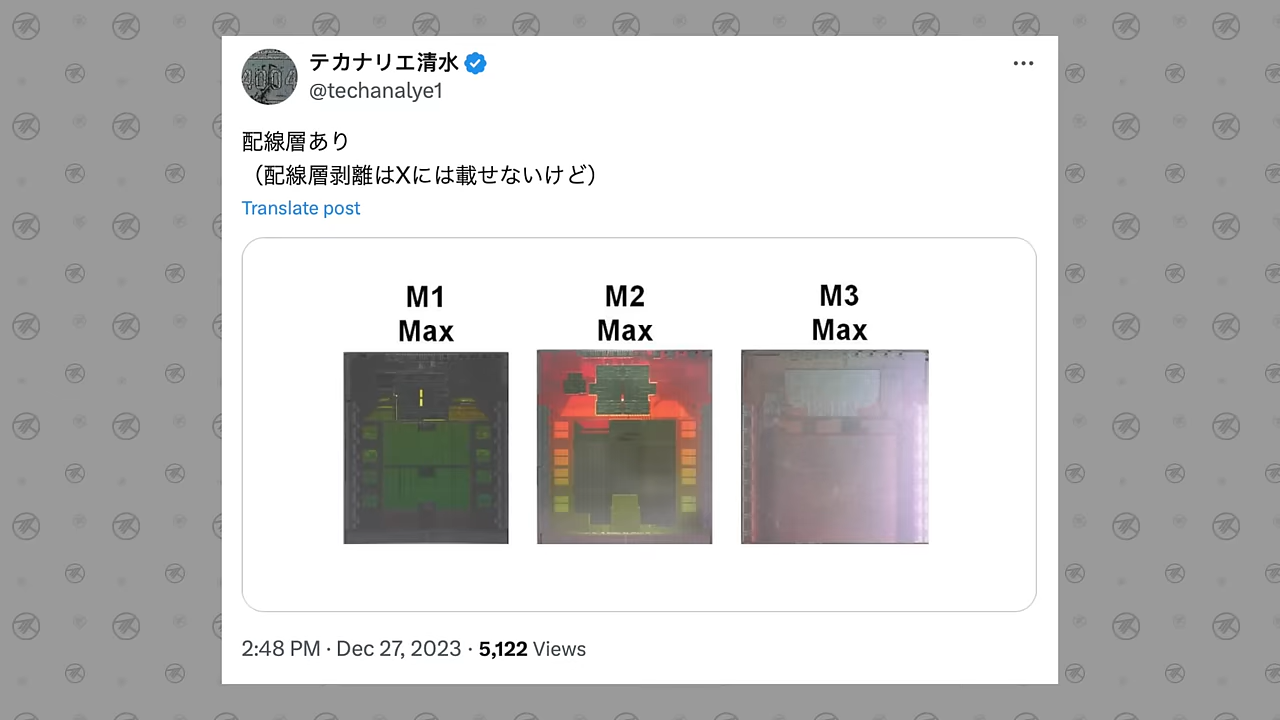 テカナリエ清水
@techanalye1
配線層あり
（配線層剥離はXには載せないけど）
Translate post
M1
Max
M2
Max
M3
Max
2:48 PM · Dec 27, 2023 · 5,122 Views